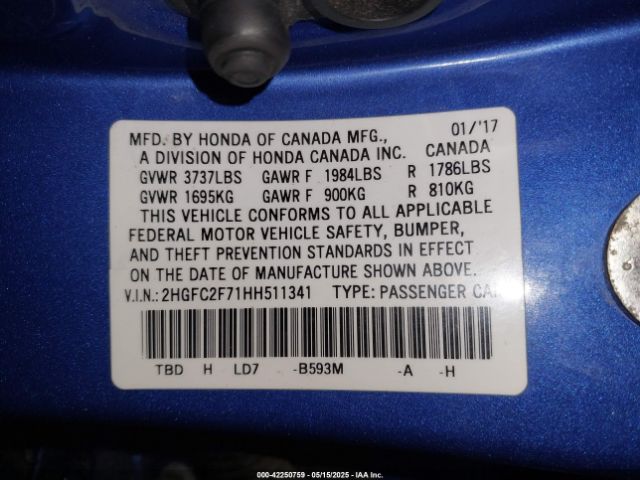 MFD. BY HONDA OF CANADA MFG., 01/'17
A DIVISION OF HONDA CANADA INC. CANADA
GVWR 3737LBS GAWR F 1984LBS R 1786LBS
GVWR 1695KG GAWR F 900KG R 810KG
THIS VEHICLE CONFORMS TO ALL APPLICABLE
FEDERAL MOTOR VEHICLE SAFETY, BUMPER,
AND THEFT PREVENTION STANDARDS IN EFFECT
ON THE DATE OF MANUFACTURE SHOWN ABOVE.
V.I.N.: 2HGFC2F71HH511341 TYPE: PASSENGER CAR
TBD H LD7 -B593M -A -H
000-42250759 - 05/15/2025 - IAA Inc.